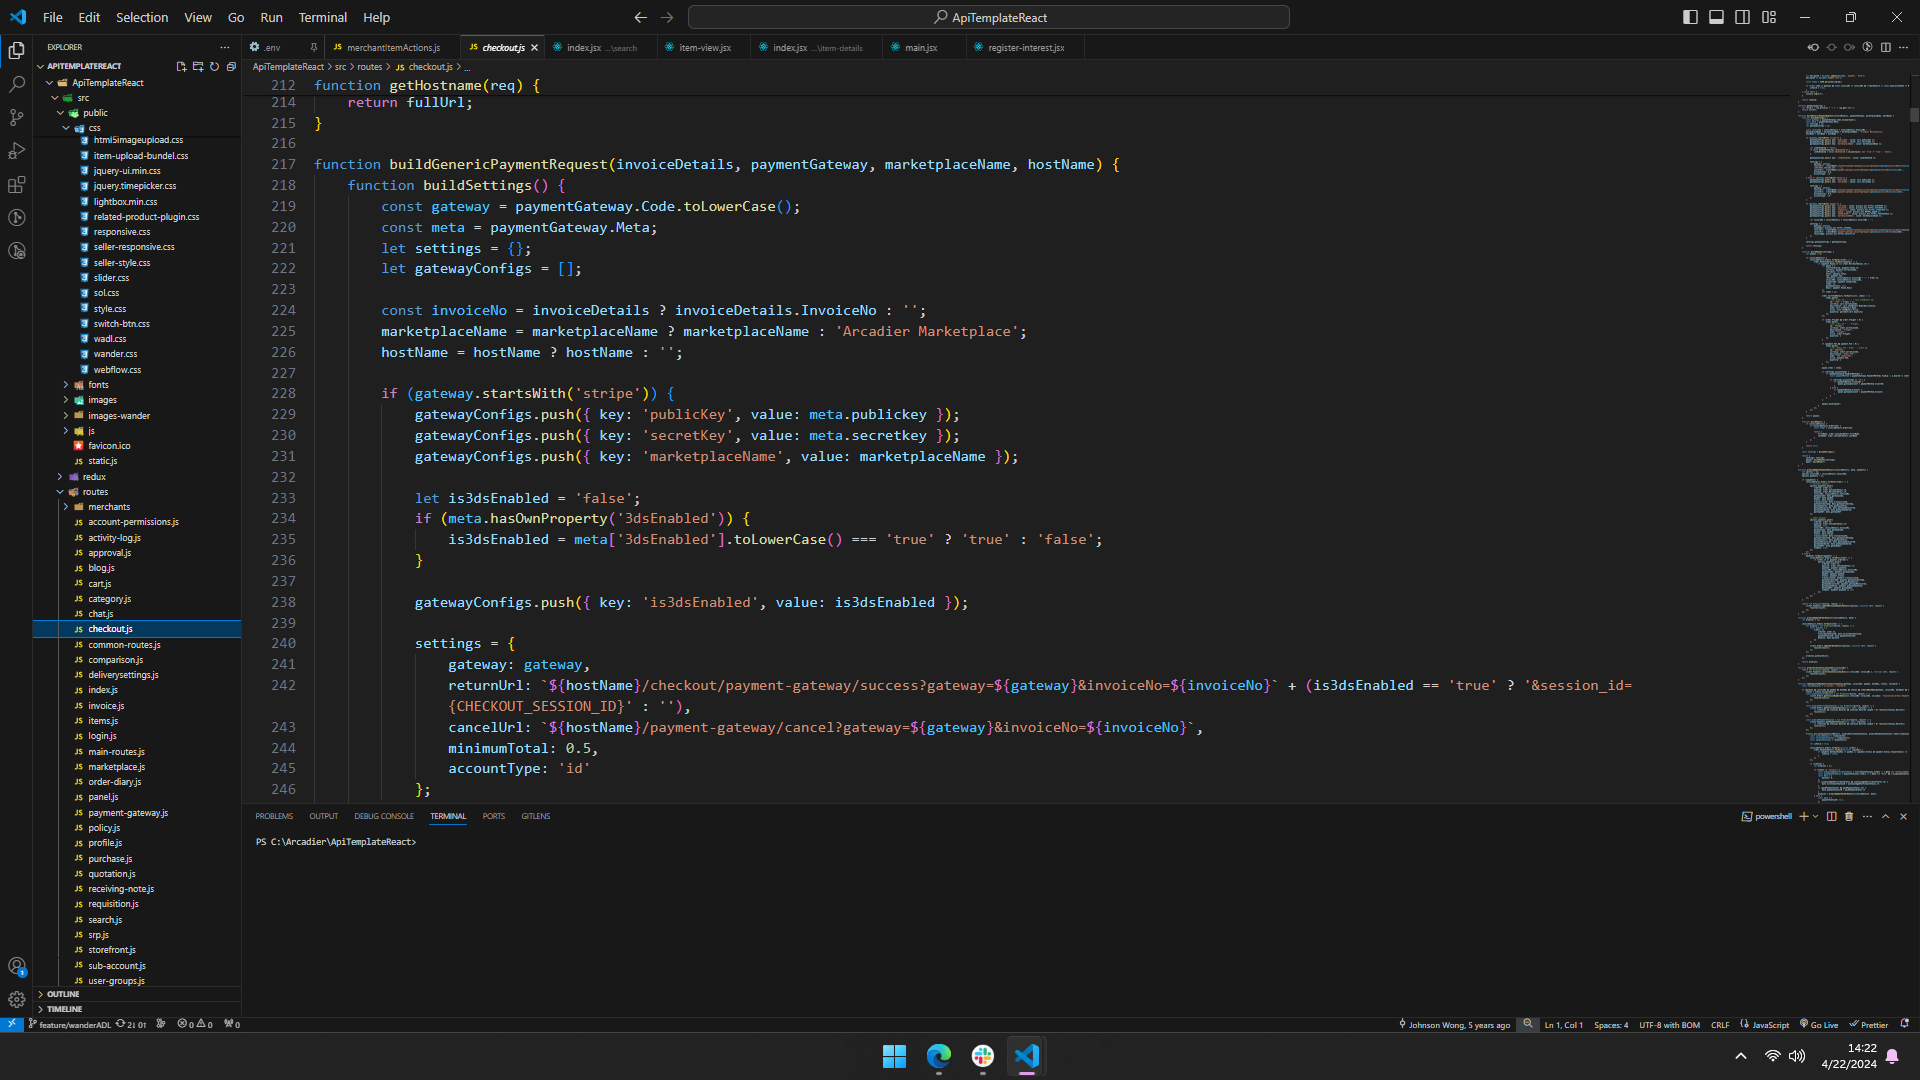 File Edit Selection View Go Run Terminal Help
ApiTemplateReact
EXPLORER
APITEMPLATEREACT
ApiTemplateReact
src
public
css
html5imageupload.css
item-upload-bundel.css
jquery-ui.min.css
jquery.timepicker.css
lightbox.min.css
related-product-plugin.css
responsive.css
seller-responsive.css
seller-style.css
slider.css
sol.css
style.css
switch-btn.css
wadl.css
wander.css
webflow.css
fonts
images
images-wander
js
favicon.ico
static.js
redux
routes
merchants
account-permissions.js
activity-log.js
approval.js
blog.js
cart.js
category.js
chat.js
checkout.js
common-routes.js
comparison.js
deliverysettings.js
index.js
invoice.js
items.js
login.js
main-routes.js
marketplace.js
order-diary.js
panel.js
payment-gateway.js
policy.js
profile.js
purchase.js
quotation.js
receiving-note.js
requisition.js
search.js
srp.js
storefront.js
sub-account.js
user-groups.js
OUTLINE
TIMELINE
.env merchantItemActions.js checkout.js index.jsx ...\search item-view.jsx index.jsx ...\item-details main.jsx register-interest.jsx
ApiTemplateReact > src > routes > JS checkout.js > ...
212 function getHostname(req) {
214 return fullUrl;
215 }
216
217 function buildGenericPaymentRequest(invoiceDetails, paymentGateway, marketplaceName, hostName) {
218 function buildSettings() {
219 const gateway = paymentGateway.Code.toLowerCase();
220 const meta = paymentGateway.Meta;
221 let settings = {};
222 let gatewayConfigs = [];
223
224 const invoiceNo = invoiceDetails ? invoiceDetails.InvoiceNo : '';
225 marketplaceName = marketplaceName ? marketplaceName : 'Arcadier Marketplace';
226 hostName = hostName ? hostName : '';
227
228 if (gateway.startsWith('stripe')) {
229 gatewayConfigs.push({ key: 'publicKey', value: meta.publickey });
230 gatewayConfigs.push({ key: 'secretKey', value: meta.secretkey });
231 gatewayConfigs.push({ key: 'marketplaceName', value: marketplaceName });
232
233 let is3dsEnabled = 'false';
234 if (meta.hasOwnProperty('3dsEnabled')) {
235 is3dsEnabled = meta['3dsEnabled'].toLowerCase() === 'true' ? 'true' : 'false';
236 }
237
238 gatewayConfigs.push({ key: 'is3dsEnabled', value: is3dsEnabled });
239
240 settings = {
241 gateway: gateway,
242 returnUrl: `${hostName}/checkout/payment-gateway/success?gateway=${gateway}&invoiceNo=${invoiceNo}` + (is3dsEnabled == 'true' ? '&session_id=
{CHECKOUT_SESSION_ID}' : ''),
243 cancelUrl: `${hostName}/payment-gateway/cancel?gateway=${gateway}&invoiceNo=${invoiceNo}`,
244 minimumTotal: 0.5,
245 accountType: 'id'
246 };
PROBLEMS OUTPUT DEBUG CONSOLE TERMINAL PORTS GITLENS
powershell
PS C:\Arcadier\ApiTemplateReact>
feature/wanderADL 2↓ 0↑ 0 0 0
Johnson Wong, 5 years ago Ln 1, Col 1 Spaces: 4 UTF-8 with BOM CRLF JavaScript Go Live Prettier
14:22
4/22/2024